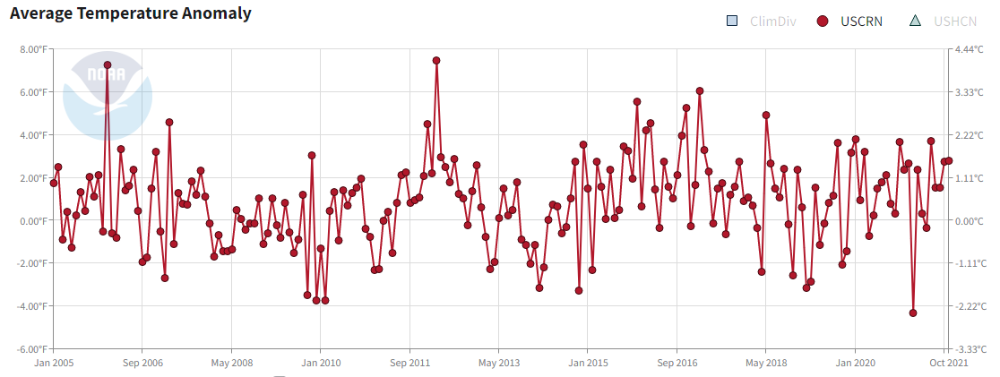 Average Temperature Anomaly
ClimDiv USCRN USHCN
8.00°F 4.44°C
NOAA
6.00°F 3.33°C
4.00°F 2.22°C
2.00°F 1.11°C
0.00°F 0.00°C
-2.00°F -1.11°C
-4.00°F -2.22°C
-6.00°F -3.33°C
Jan 2005 Sep 2006 May 2008 Jan 2010 Sep 2011 May 2013 Jan 2015 Sep 2016 May 2018 Jan 2020 Oct 2021